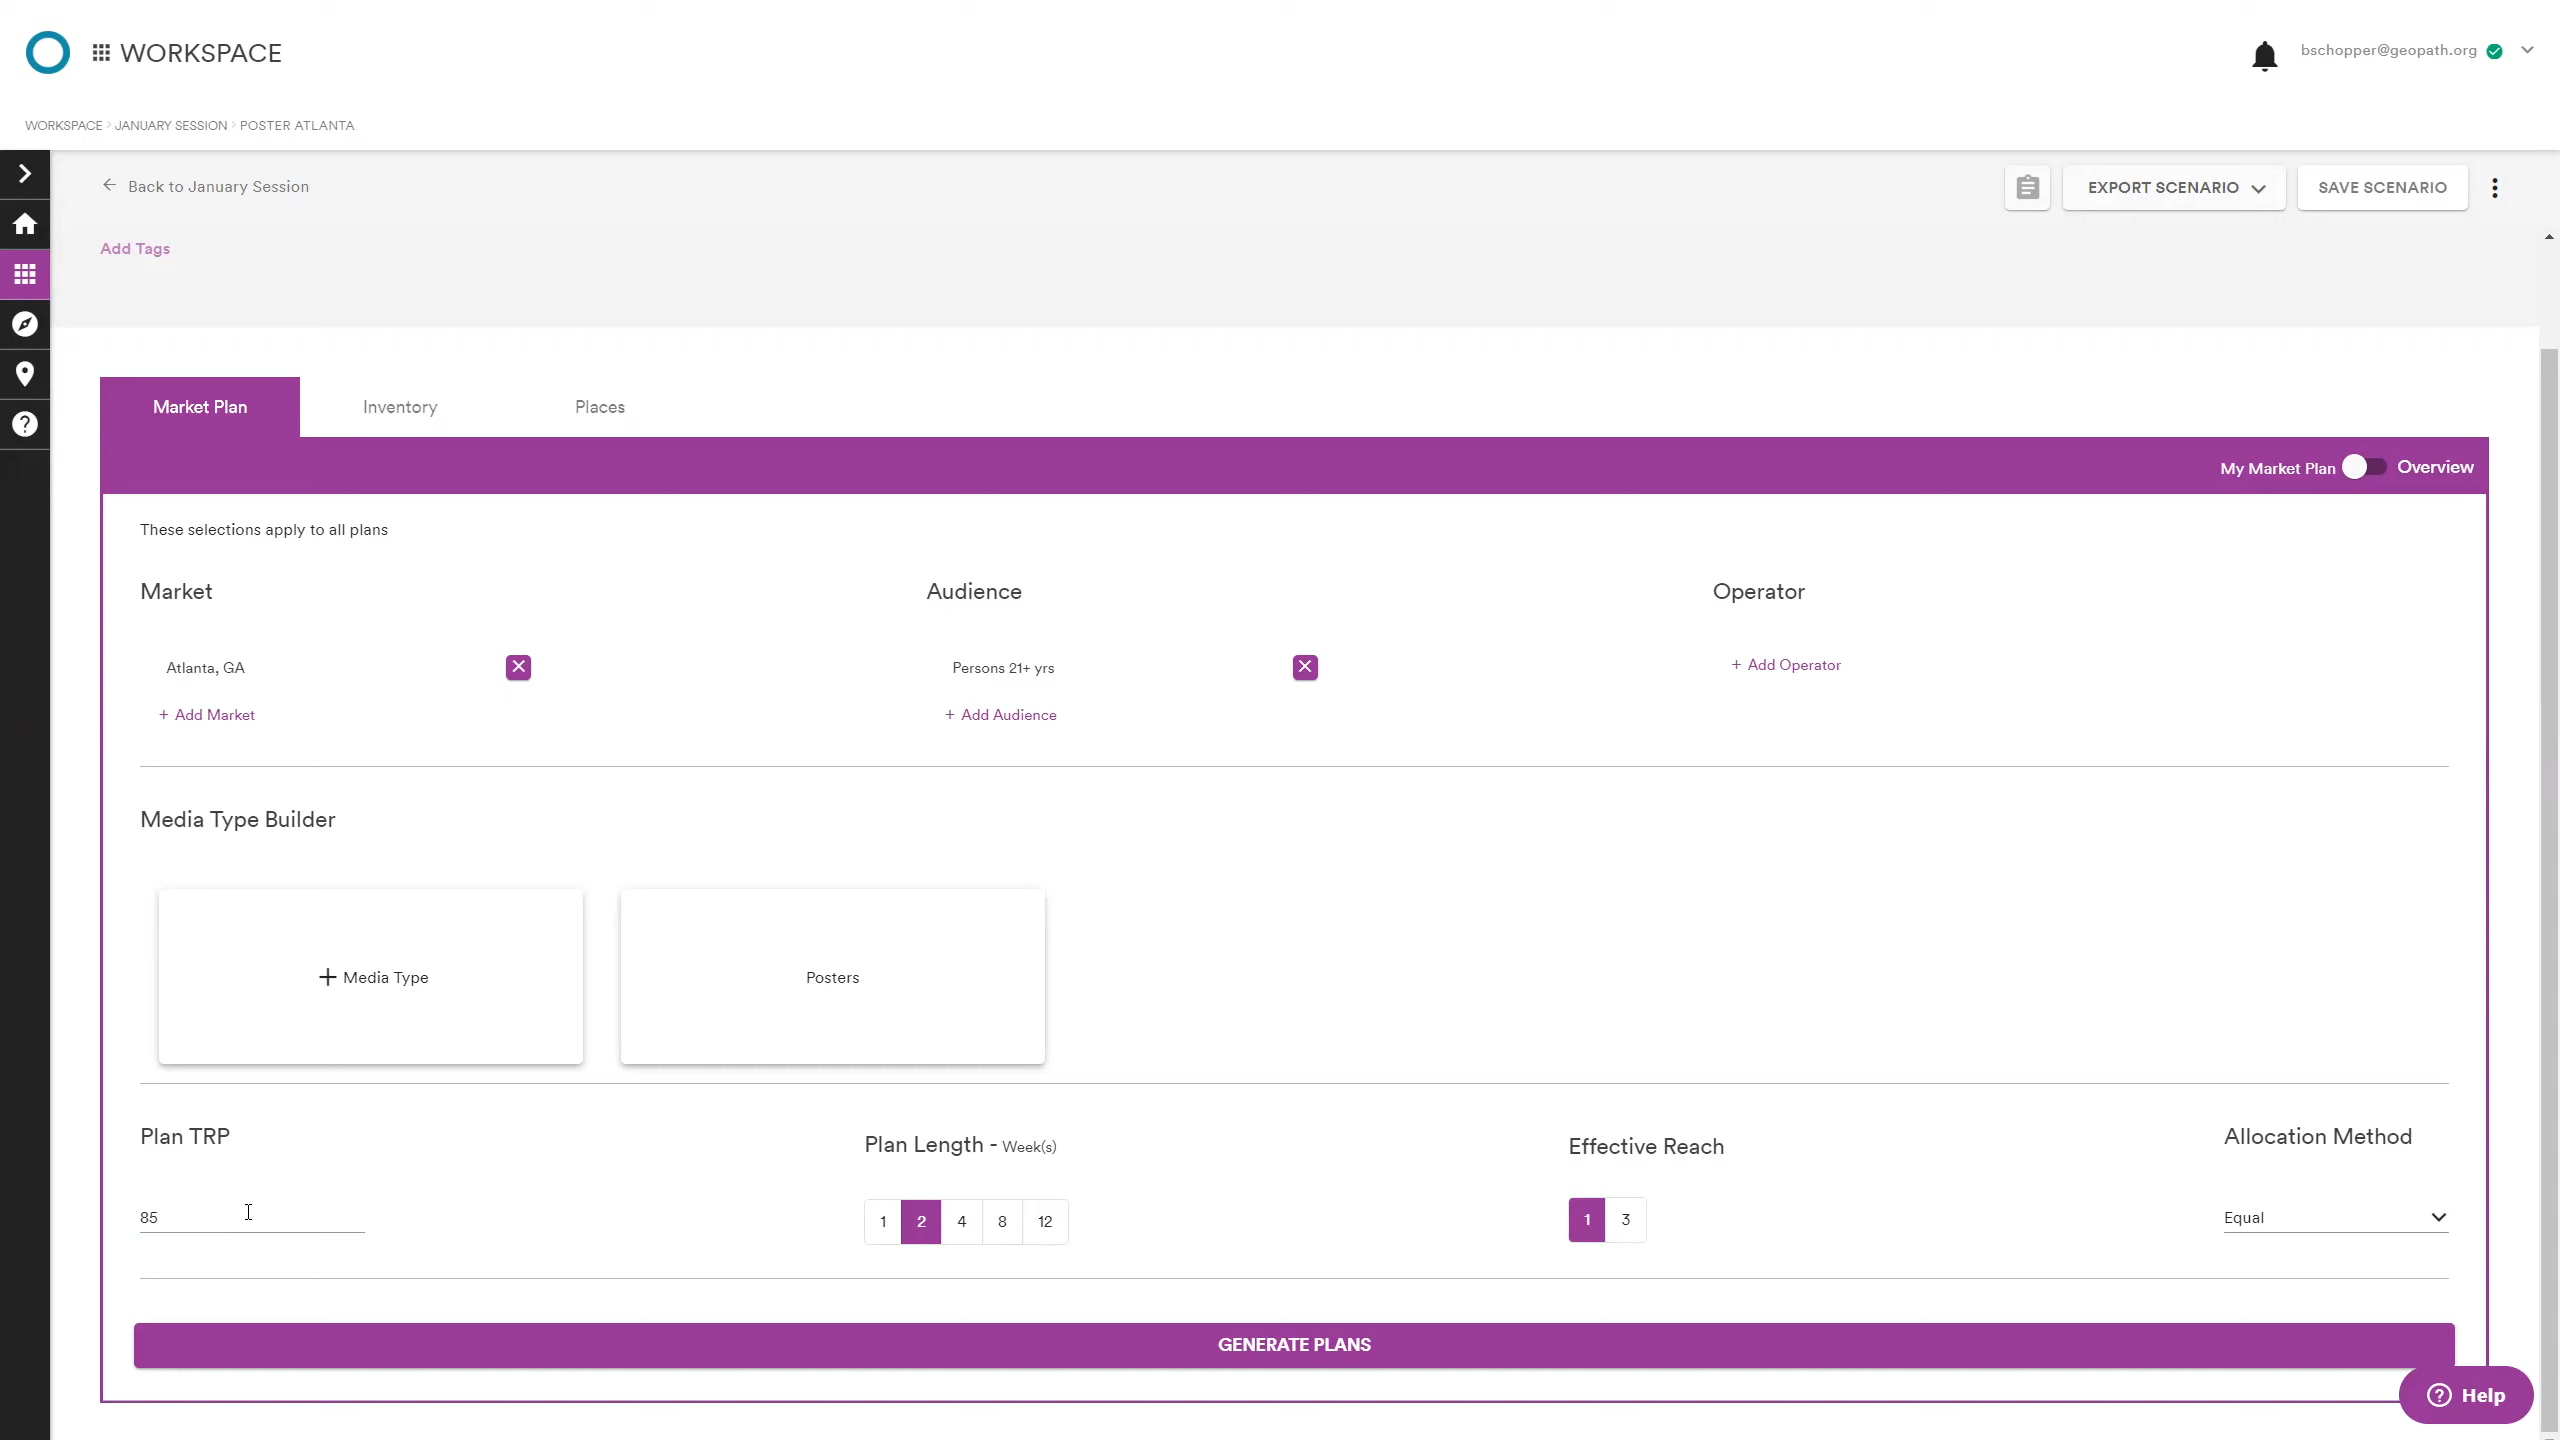 WORKSPACE
bschopper@geopath.org
WORKSPACE > JANUARY SESSION > POSTER ATLANTA
Back to January Session
EXPORT SCENARIO
SAVE SCENARIO
Add Tags
Market Plan
Inventory
Places
My Market Plan
Overview
These selections apply to all plans
Market
Audience
Operator
Atlanta, GA
Persons 21+ yrs
+ Add Operator
+ Add Market
+ Add Audience
Media Type Builder
+ Media Type
Posters
Plan TRP
Plan Length - Week(s)
Effective Reach
Allocation Method
85
1 2 4 8 12
1 3
Equal
GENERATE PLANS
Help